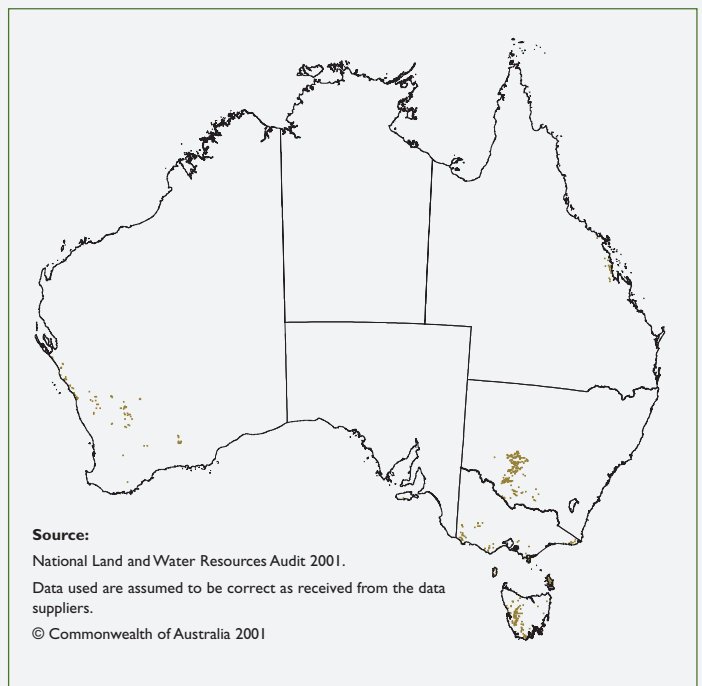 Source:
National Land and Water Resources Audit 2001.
Data used are assumed to be correct as received from the data
suppliers.
© Commonwealth of Australia 2001